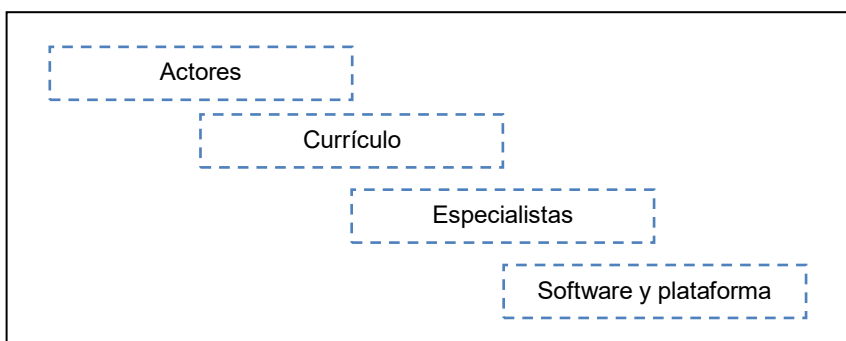 Actores
Currículo
Especialistas
Software y plataforma